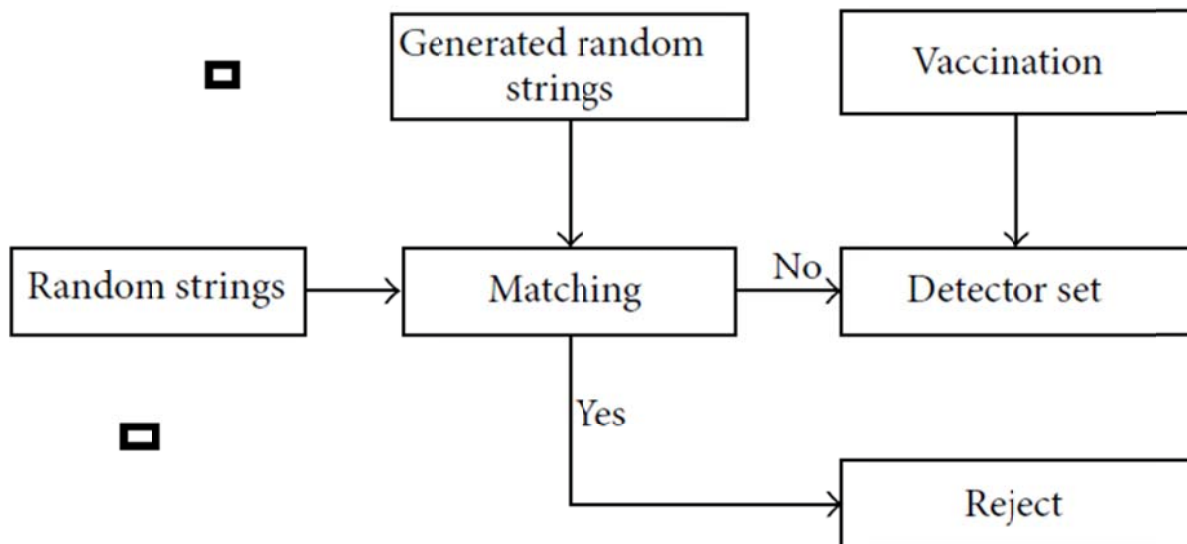 Generated random
strings
Vaccination
Random strings
Matching
No
Detector set
Yes
Reject